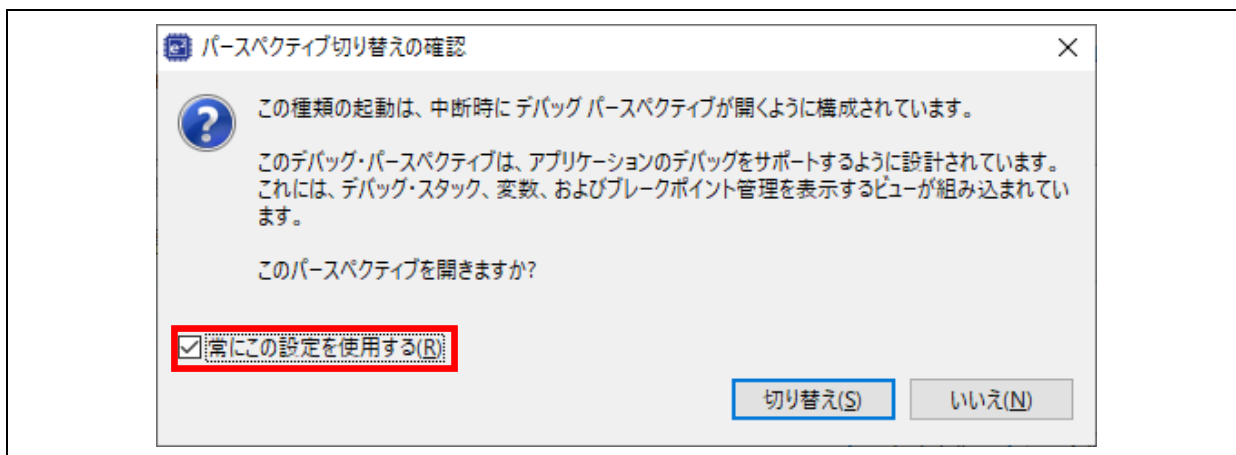 パースペクティブ切り替えの確認
この種類の起動は、中断時に デバッグ パースペクティブが開くように構成されています。
このデバッグ・パースペクティブは、アプリケーションのデバッグをサポートするように設計されています。
これには、デバッグ・スタック、変数、およびブレークポイント管理を表示するビューが組み込まれてい
ます。
このパースペクティブを開きますか?
常にこの設定を使用する(R)
切り替え(S)
いいえ(N)